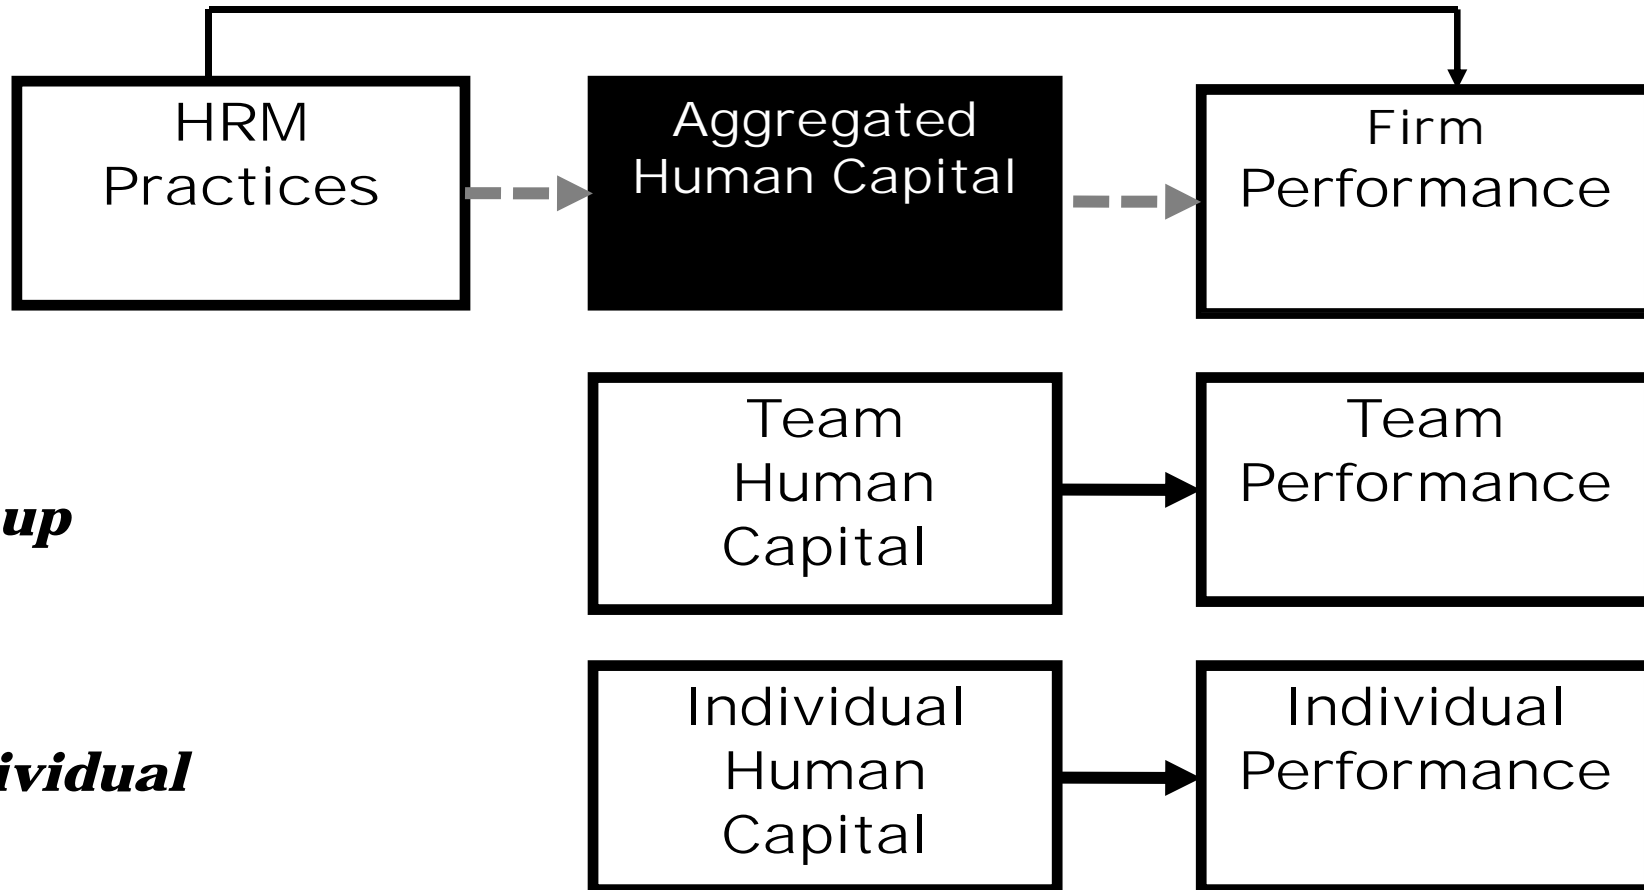 HRM
Practices
Aggregated
Human Capital
Firm
Performance
up
Team
Human
Capital
Team
Performance
ividual
Individual
Human
Capital
Individual
Performance